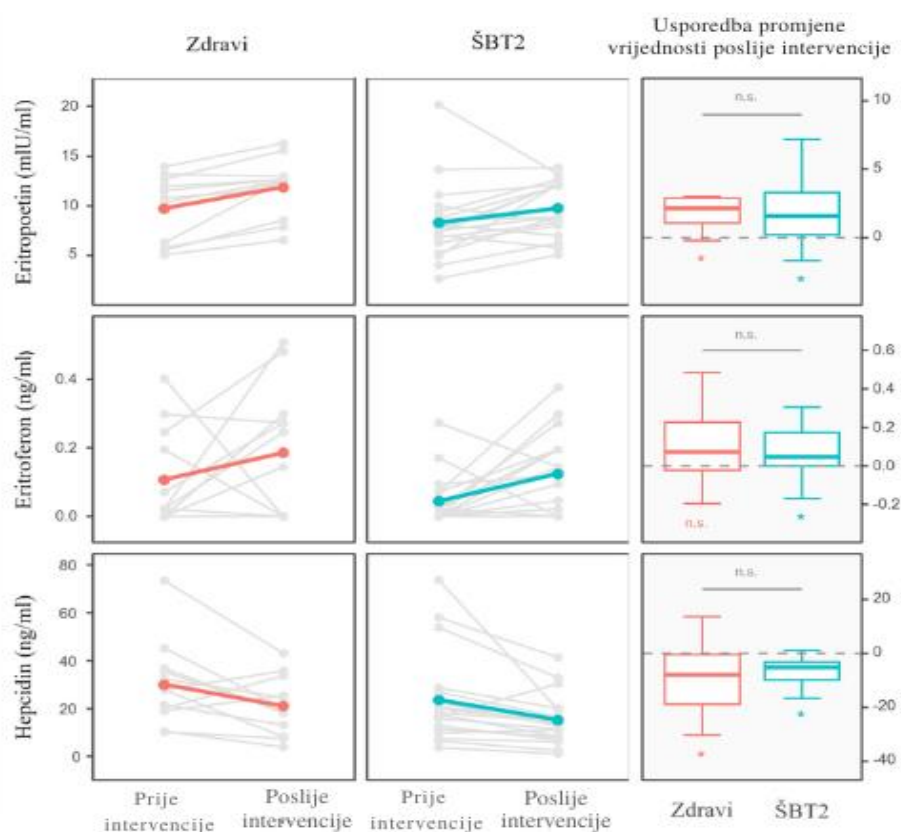 Zdravi
ŠBT2
Usporedba promjene
vrijednosti poslije intervencije
Eritropoetin (mlU/ml)
20
15
10
5
n.s.
10
5
0
*
*
Eritroferon (ng/ml)
0.4
0.2
0.0
n.s.
0.6
0.4
0.2
0.0
-0.2
n.s.
*
Hepcidin (ng/ml)
80
60
40
20
0
n.s.
20
0
-20
-40
*
*
Prije
intervencije
Poslije
intervencije
Prije
intervencije
Poslije
intervencije
Zdravi
ŠBT2